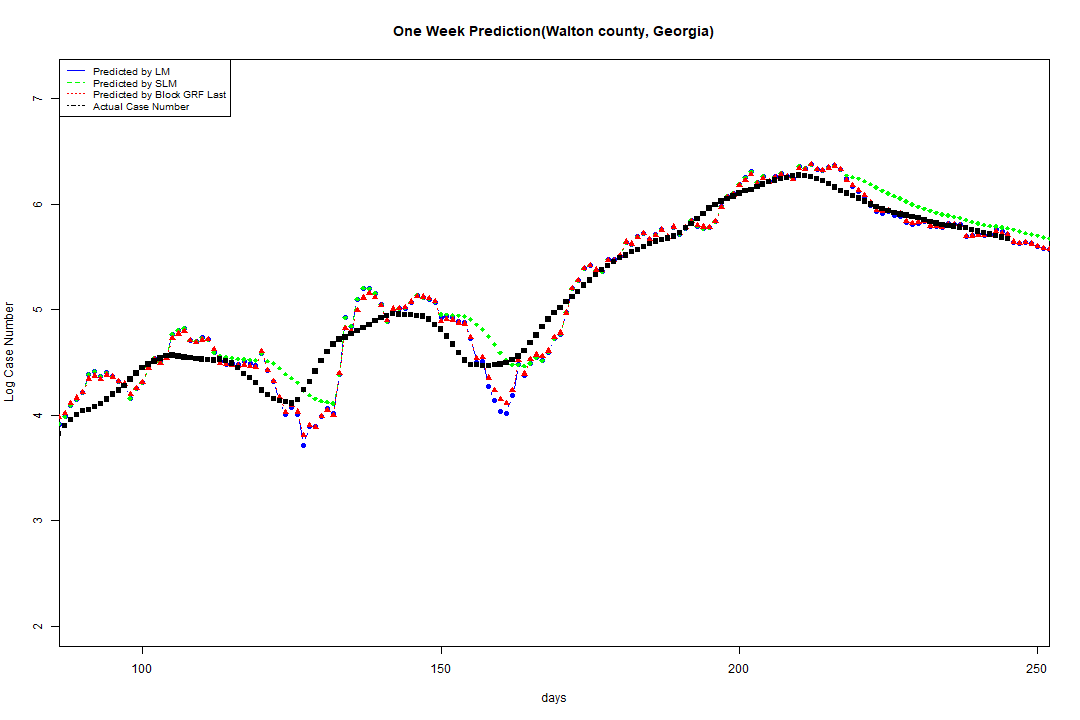 One Week Prediction(Walton county, Georgia)
Predicted by LM
Predicted by SLM
Predicted by Block GRF Last
Actual Case Number
7
6
5
4
3
2
Log Case Number
100 150 200 250
days